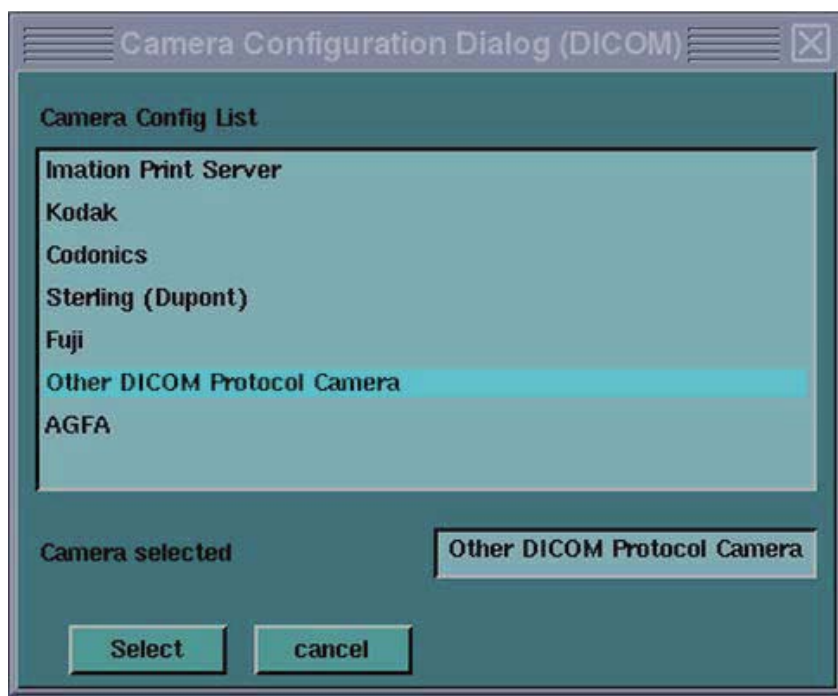 Camera Configuration Dialog (DICOM)
Camera Config List
Imation Print Server
Kodak
Codonics
Sterling (Dupont)
Fuji
Other DICOM Protocol Camera
AGFA
Camera selected Other DICOM Protocol Camera
Select cancel